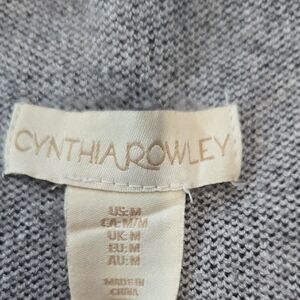 CYNTHIA ROWLEY
US: M
CA: M/M
UK: M
EU: M
AU: M
MADE IN
CHINA